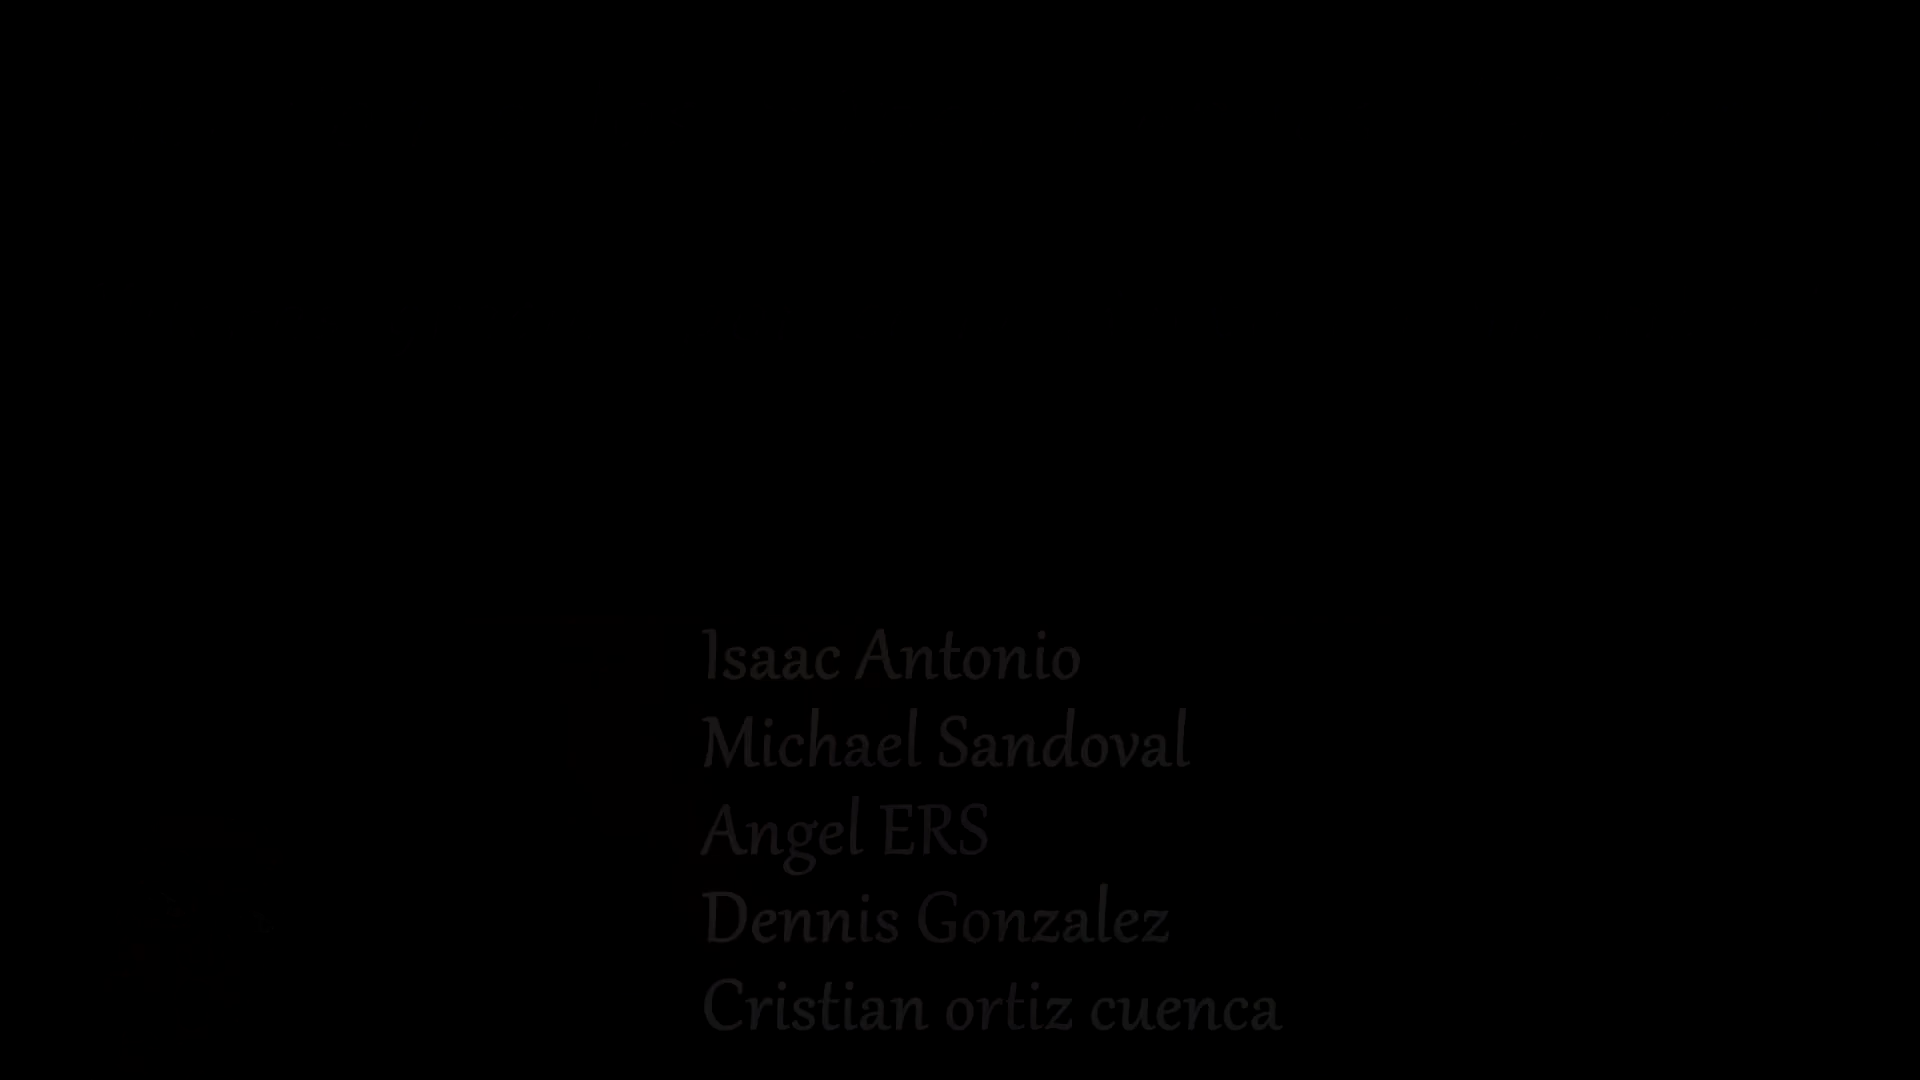 Isaac Antonio
Michael Sandoval
Angel ERS
Dennis Gonzalez
Cristian ortiz cuenca